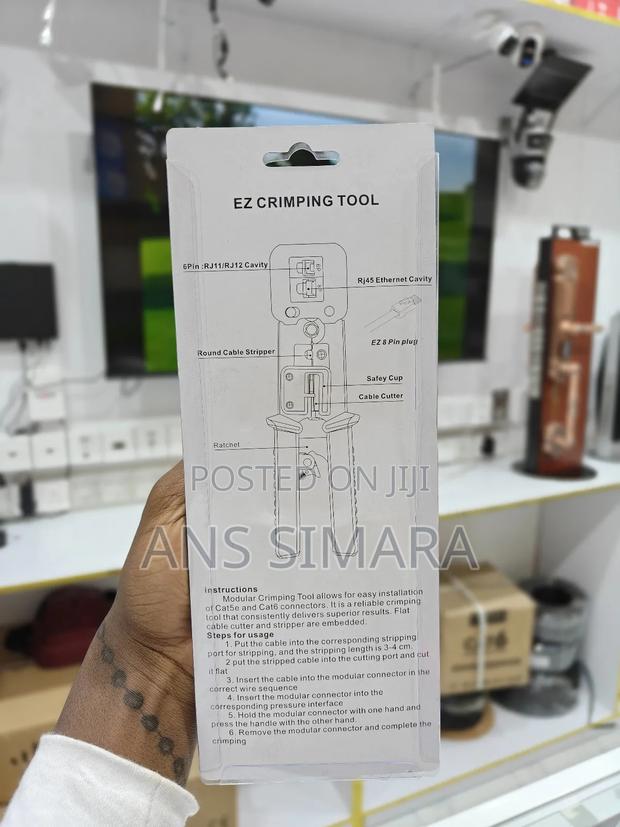 EZ CRIMPING TOOL
6Pin :RJ11/RJ12 Cavity
Rj45 Ethernet Cavity
EZ 8 Pin plug
Round Cable Stripper
Safey Cup
Cable Cutter
Ratchet
POSTED ON JIJI
ANS SIMARA
Instructions
Modular Crimping Tool allows for easy installation
of Cat5e and Cat6 connectors. It is a reliable crimping
tool that consistently delivers superior results. Flat
cable cutter and stripper are embedded.
Steps for usage
1. Put the cable into the corresponding stripping
port for stripping, and the stripping length is 3-4 cm.
2 put the stripped cable into the cutting port and cut
it flat
3. Insert the cable into the modular connector in the
correct wire sequence
4. Insert the modular connector into the
corresponding pressure interface
5. Hold the modular connector with one hand and
press the handle with the other hand.
6. Remove the modular connector and complete the
crimping